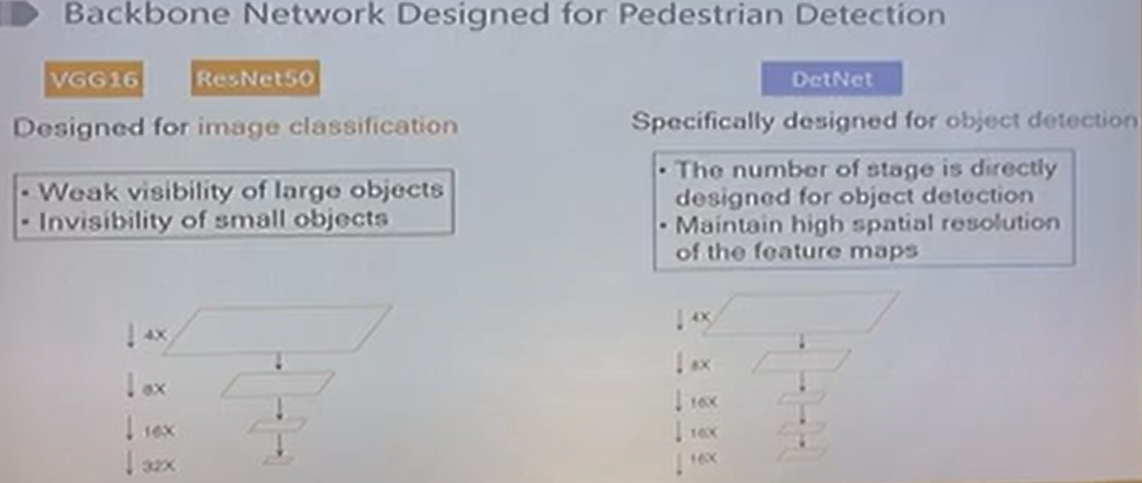 Backbone Network Designed for Pedestrian Detection
VGG16
ResNet50
Designed for image classification
• Weak visibility of large objects
• Invisibility of small objects
↓ 4X
↓ 8X
↓ 16X
↓ 32X
DetNet
Specifically designed for object detection
• The number of stage is directly
designed for object detection
• Maintain high spatial resolution
of the feature maps
↓ 4X
↓ 8X
↓ 16X
↓ 16X
↓ 16X